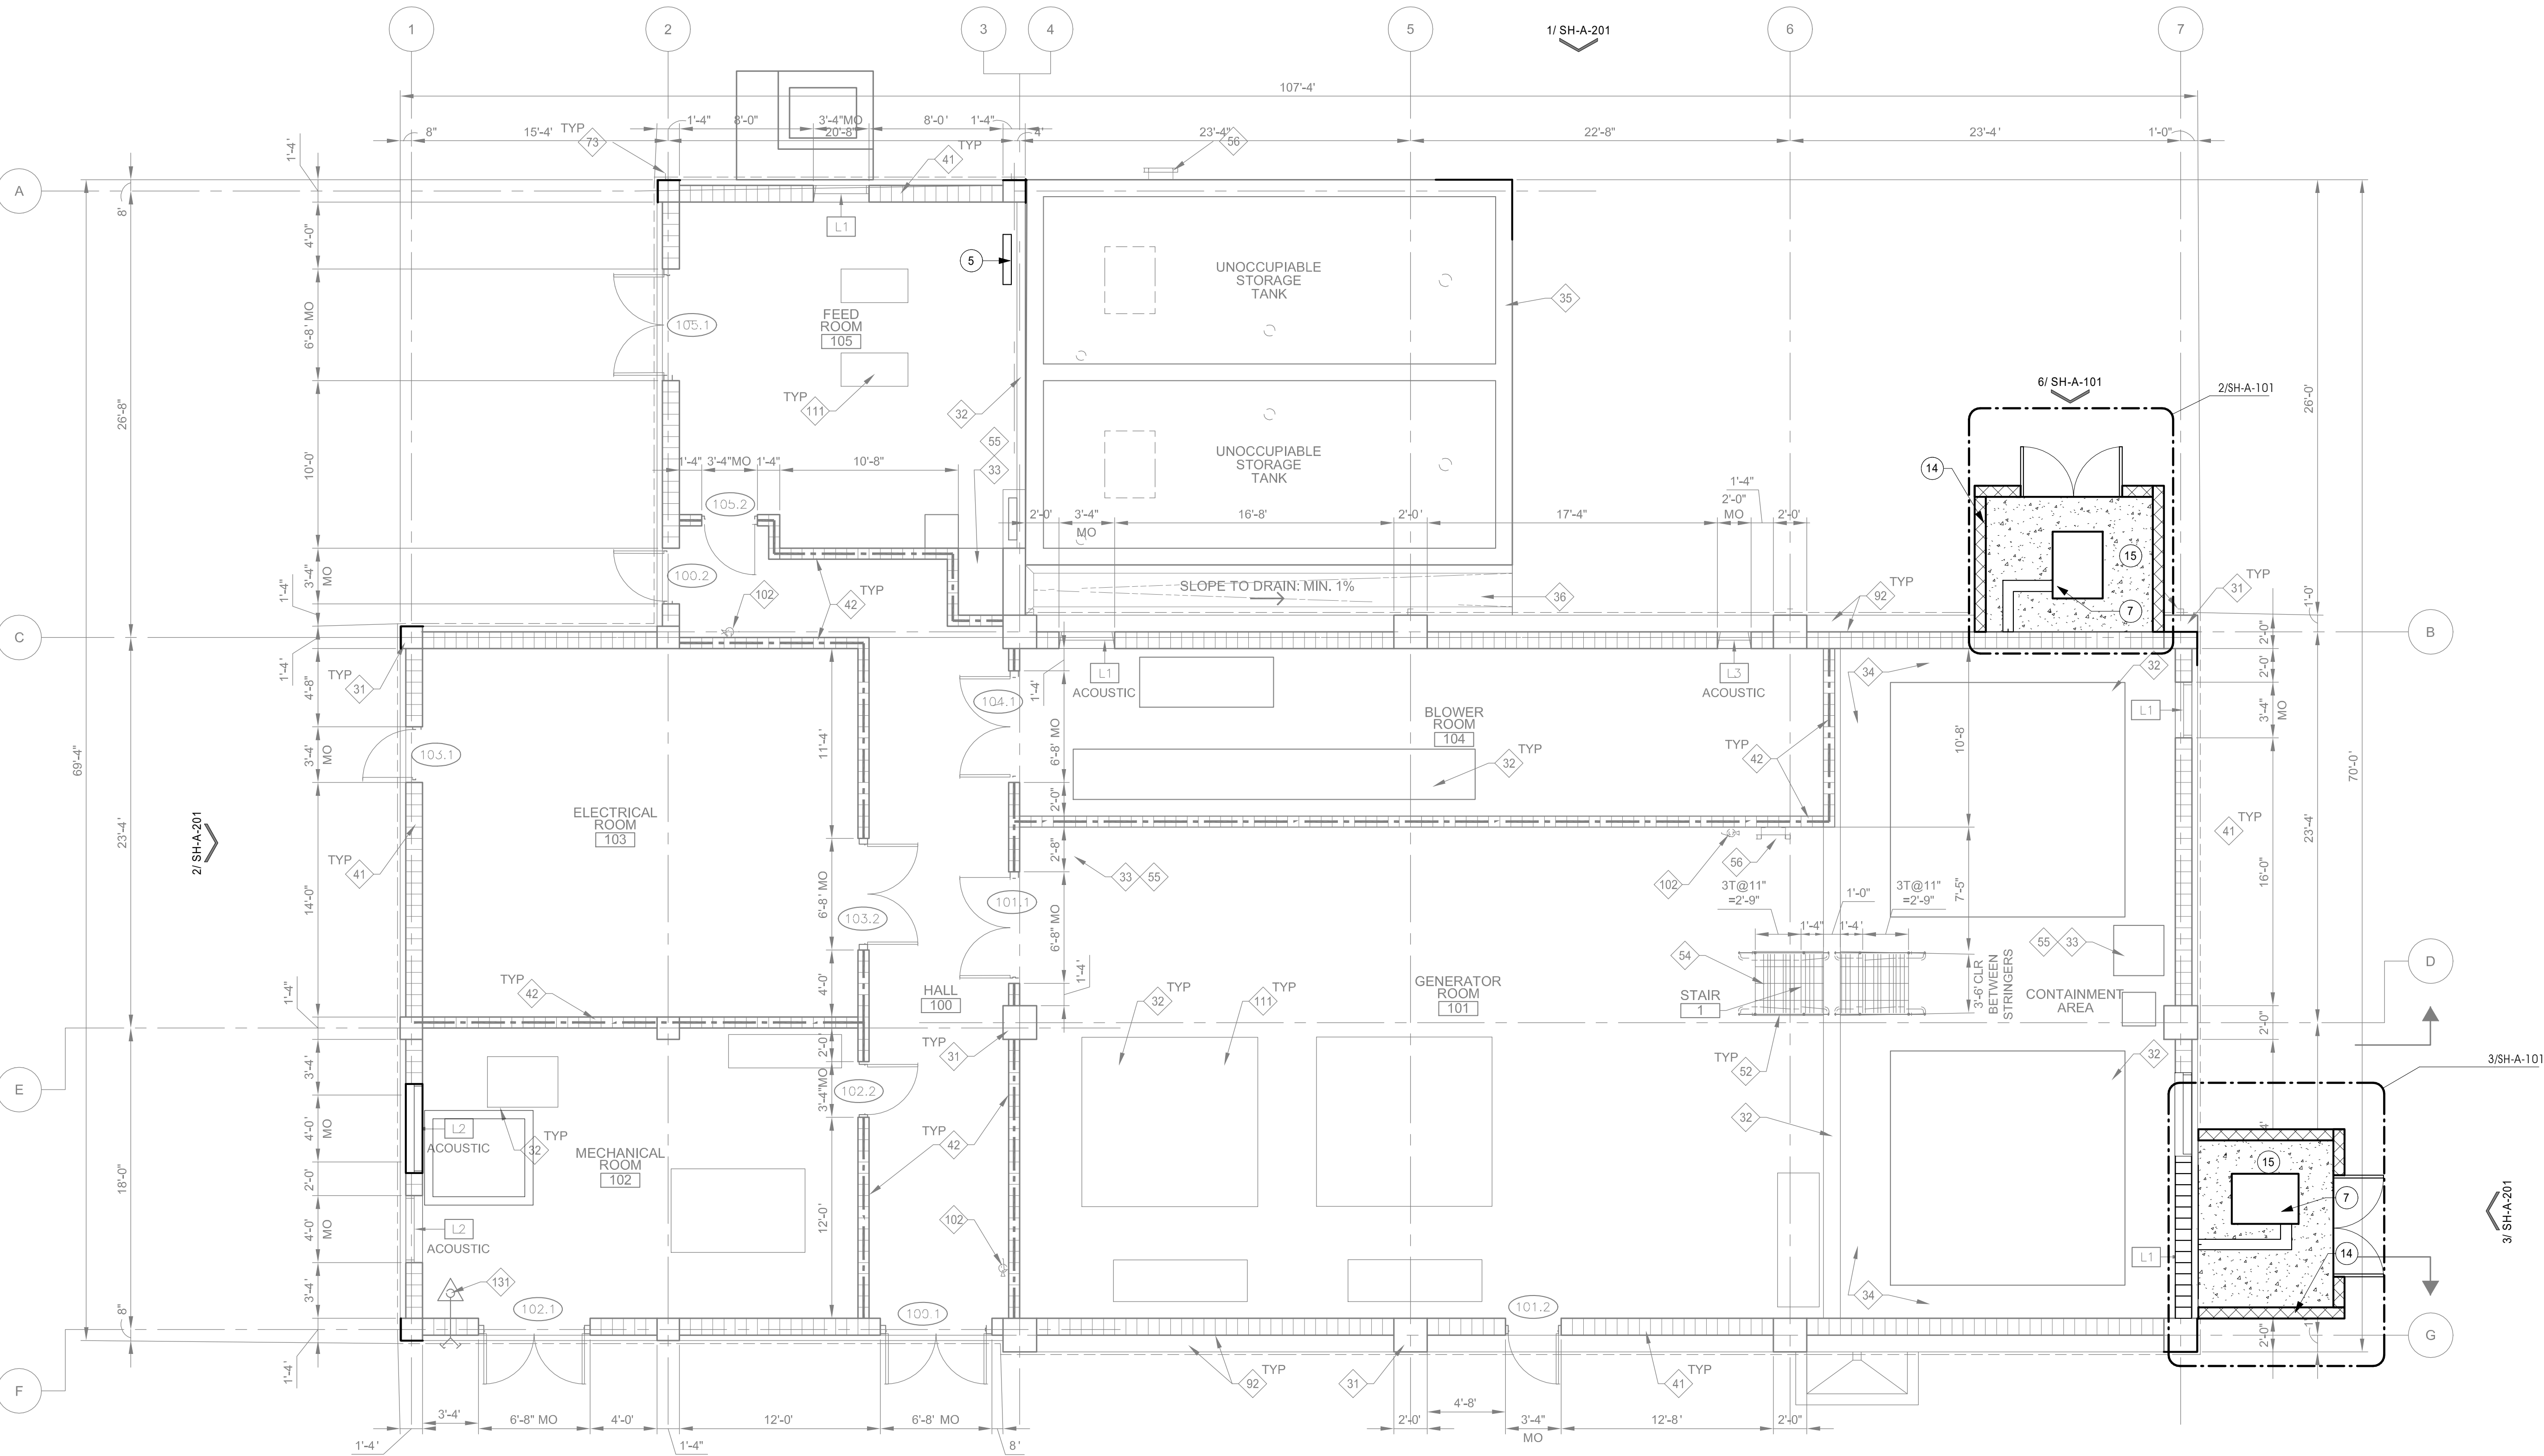 1
2
3
4
5
6
7
1/ SH-A-201
107'-4'
8"
15'-4'
TYP
73
1'-4"
8'-0"
3'-4"MO
20'-8"
8'-0'
1'-4"
4'
23'-4"
56
22'-8"
23'-4'
1'-0"
TYP
41
A
1'-4'
8'
L1
5
4'-0"
UNOCCUPIABLE
STORAGE
TANK
35
FEED
ROOM
105
105.1
6'-8' MO
TYP
111
32
26'-8"
6/ SH-A-101
2/SH-A-101
26'-0'
55
33
UNOCCUPIABLE
STORAGE
TANK
1'-4"
3'-4"MO
1'-4"
10'-8"
10'-0'
105.2
14
1'-4"
2'-0'
3'-4"
MO
16'-8'
2'-0'
17'-4"
2'-0"
MO
2'-0'
15
100.2
3'-4"
MO
1'-4"
102
TYP
42
SLOPE TO DRAIN: MIN. 1%
36
TYP
92
7
TYP
31
1'-0'
C
B
1'-4'
TYP
31
4'-8"
104.1
1'-4'
L1
ACOUSTIC
L3
ACOUSTIC
34
32
2'-0"
2'-0'
L1
3'-4"
MO
BLOWER
ROOM
104
69'-4"
103.1
3'-4'
MO
11'-4'
6'-8' MO
TYP
32
TYP
42
10'-8'
70'-0'
2/ SH-A-201
23'-4'
ELECTRICAL
ROOM
103
TYP
41
2'-0"
41
TYP
23'-4'
2'-8"
33
55
102
56
14'-0"
6'-8' MO
103.2
101.1
6'-8" MO
3T@11"
=2'-9"
1'-0"
3T@11"
=2'-9"
7'-5"
16'-0"
1'-4"
1'-4'
54
55
33
D
1'-4"
TYP
42
4'-0'
HALL
100
1'-4'
TYP
32
TYP
111
GENERATOR
ROOM
101
STAIR
1
3'-6' CLR
BETWEEN
STRINGERS
CONTAINMENT
AREA
2'-0"
TYP
31
2'-0'
3'-4'
TYP
52
32
3/SH-A-101
E
102.2
3'-4"MO
4'-0'
MO
L2
ACOUSTIC
TYP
32
TYP
42
32
18'-0"
MECHANICAL
ROOM
102
15
2'-0'
7
12'-0'
102
3/ SH-A-201
4'-0'
MO
L2
ACOUSTIC
L1
14
131
3'-4'
34
8"
102.1
100.1
101.2
2'-0"
G
F
1'-4'
TYP
92
31
TYP
41
3'-4'
6'-8" MO
4'-0'
12'-0'
6'-8' MO
2'-0'
4'-8'
3'-4"
MO
12'-8'
2'-0"
1'-4'
1'-4"
8'